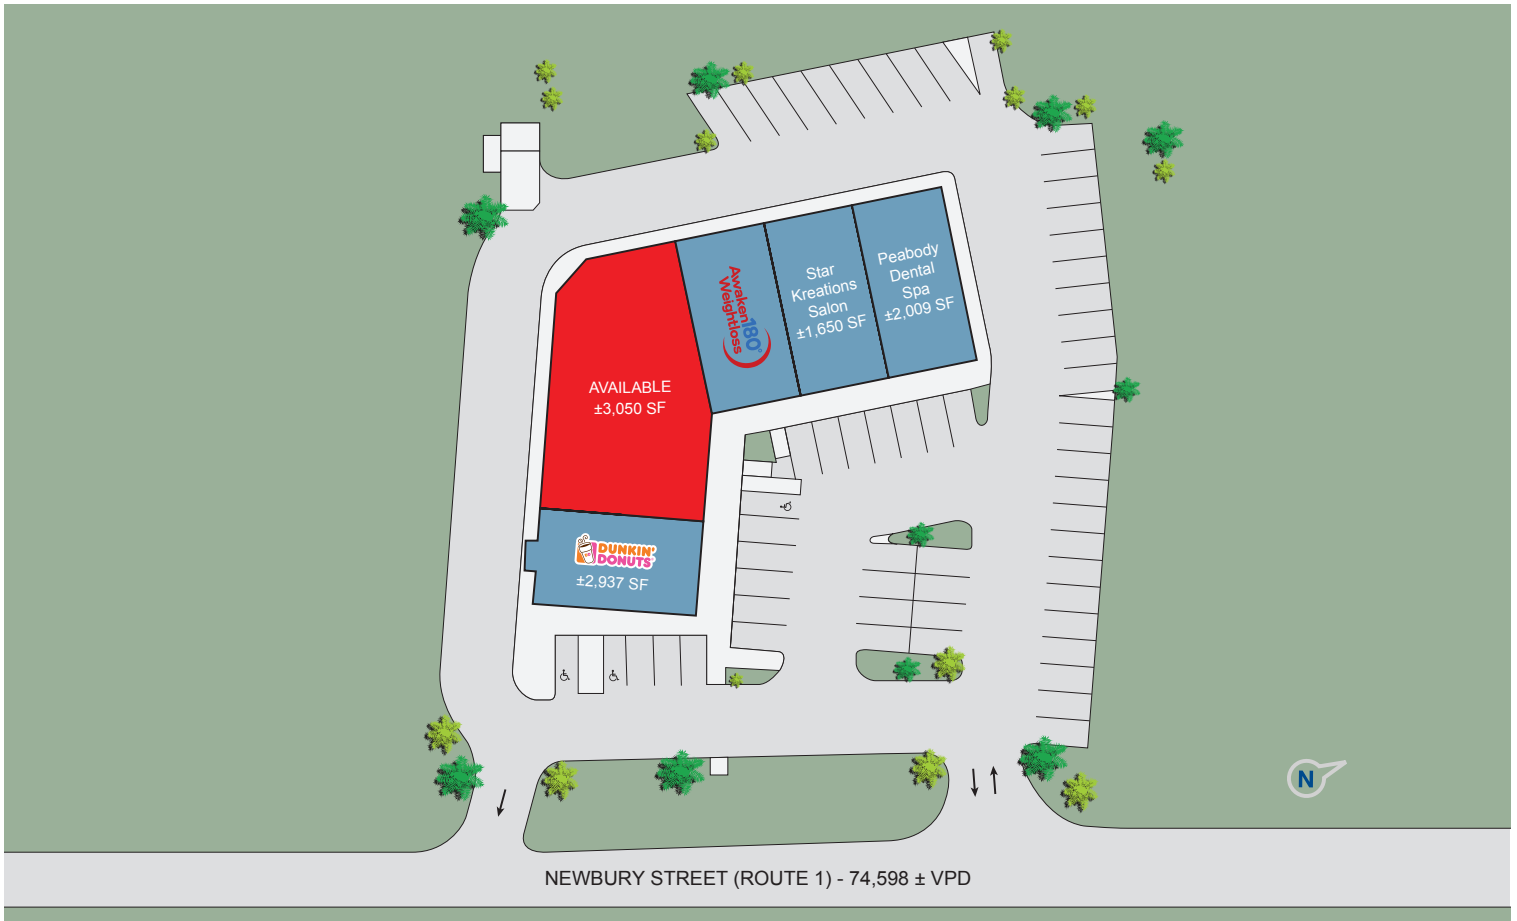 Awaken180°
Weightloss
Star
Kreations
Salon
±1,650 SF
Peabody
Dental
Spa
±2,009 SF
AVAILABLE
±3,050 SF
DUNKIN'
DONUTS
±2,937 SF
N
NEWBURY STREET (ROUTE 1) - 74,598 ± VPD